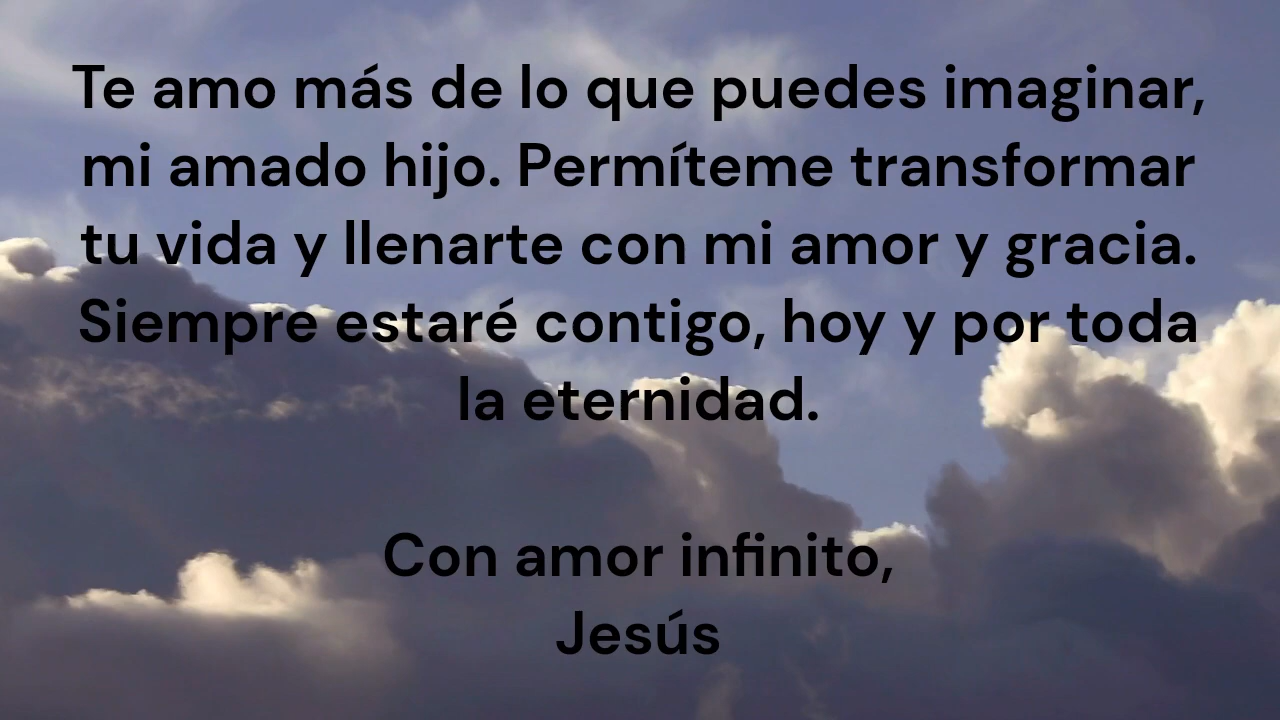 Te amo más de lo que puedes imaginar,
mi amado hijo. Permíteme transformar
tu vida y llenarte con mi amor y gracia.
Siempre estaré contigo, hoy y por toda
la eternidad.
Con amor infinito,
Jesús